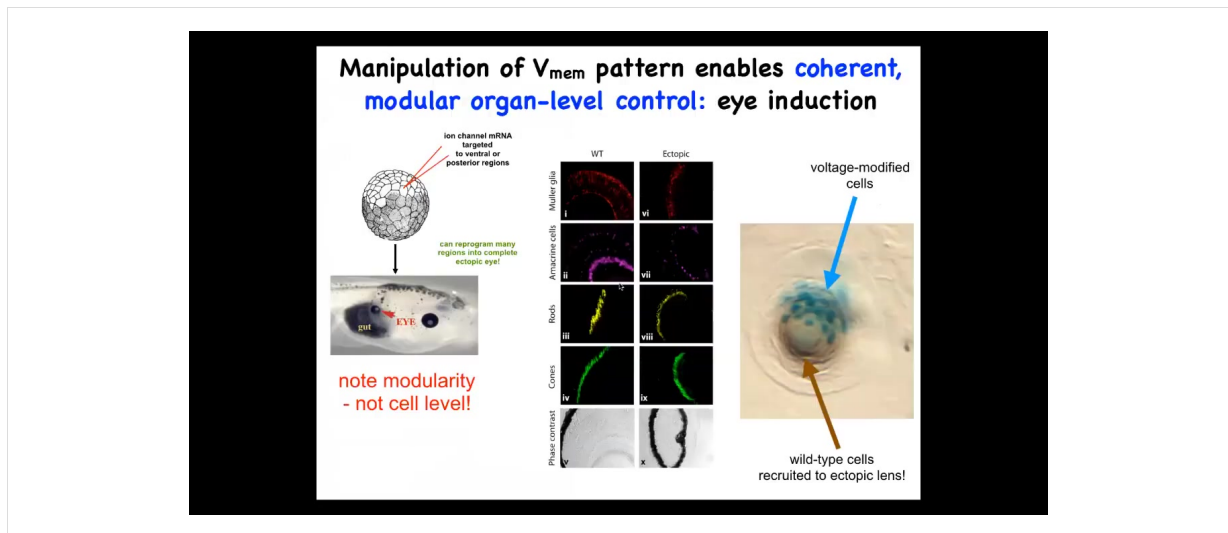 Manipulation of Vmem pattern enables coherent,
modular organ-level control: eye induction
ion channel mRNA
targeted
to ventral or
posterior regions
can reprogram many
regions into complete
ectopic eye!
gut
EYE
note modularity
- not cell level!
WT
Ectopic
Muller glia
i
vi
Amacrine cells
ii
vii
Rods
iii
viii
Cones
iv
ix
Phase contrast
v
x
voltage-modified
cells
wild-type cells
recruited to ectopic lens!